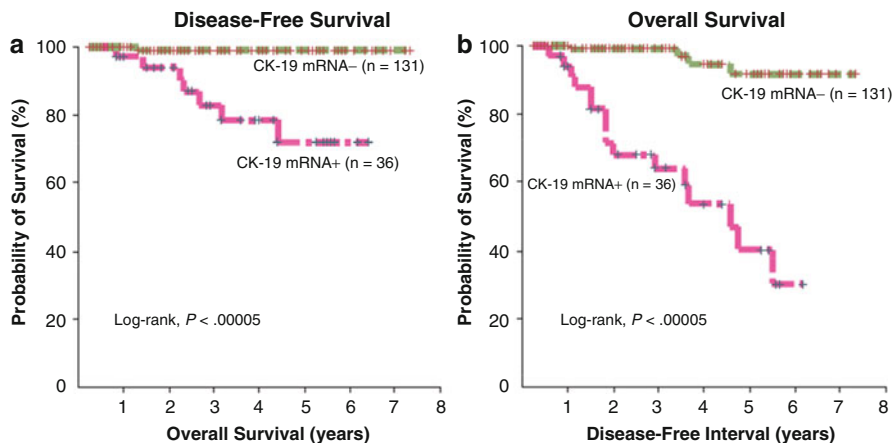 a
Disease-Free Survival
Probability of Survival (%)
100
80
60
40
20
0
CK-19 mRNA– (n = 131)
CK-19 mRNA+ (n = 36)
Log-rank, P < .00005
1 2 3 4 5 6 7 8
Overall Survival (years)
b
Overall Survival
Probability of Survival (%)
100
80
60
40
20
0
CK-19 mRNA– (n = 131)
CK-19 mRNA+ (n = 36)
Log-rank, P < .00005
1 2 3 4 5 6 7 8
Disease-Free Interval (years)